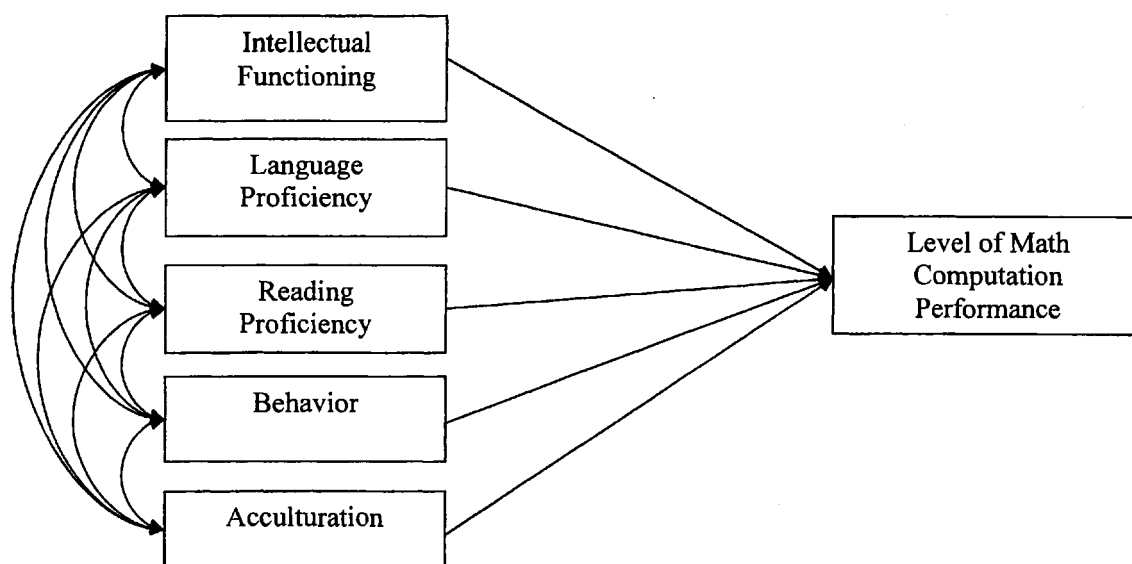 Intellectual
Functioning
Language
Proficiency
Reading
Proficiency
Behavior
Acculturation
Level of Math
Computation
Performance